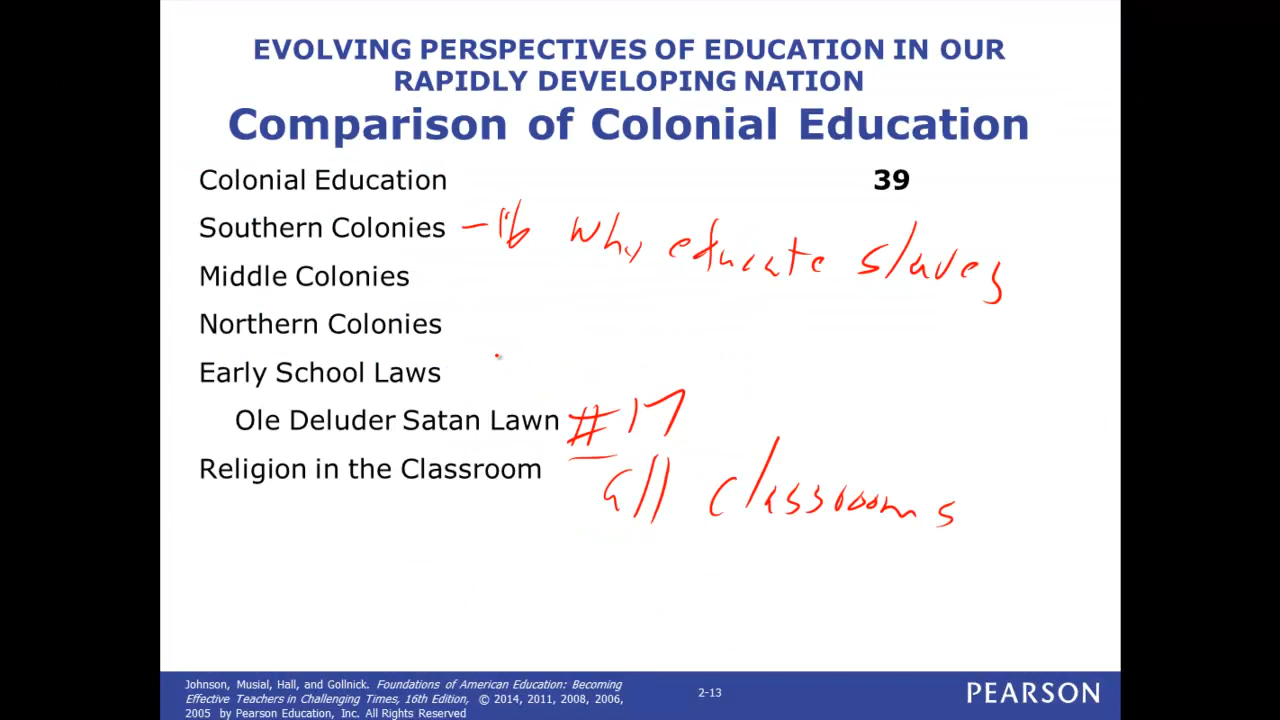 EVOLVING PERSPECTIVES OF EDUCATION IN OUR
RAPIDLY DEVELOPING NATION
Comparison of Colonial Education
Colonial Education 39
Southern Colonies – why educate slaves
Middle Colonies
Northern Colonies
Early School Laws
Ole Deluder Satan Lawn #17
Religion in the Classroom all classrooms
Johnson, Musial, Hall, and Gollnick. Foundations of American Education: Becoming
Effective Teachers in Challenging Times, 16th Edition, © 2014, 2011, 2008, 2006,
2005 by Pearson Education, Inc. All Rights Reserved
2-13
PEARSON